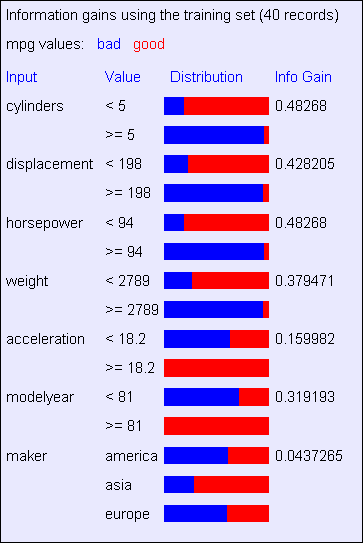 Information gains using the training set (40 records)
mpg values: bad good
Input Value Distribution Info Gain
cylinders < 5 0.48268
>= 5
displacement < 198 0.428205
>= 198
horsepower < 94 0.48268
>= 94
weight < 2789 0.379471
>= 2789
acceleration < 18.2 0.159982
>= 18.2
modelyear < 81 0.319193
>= 81
maker america 0.0437265
asia
europe